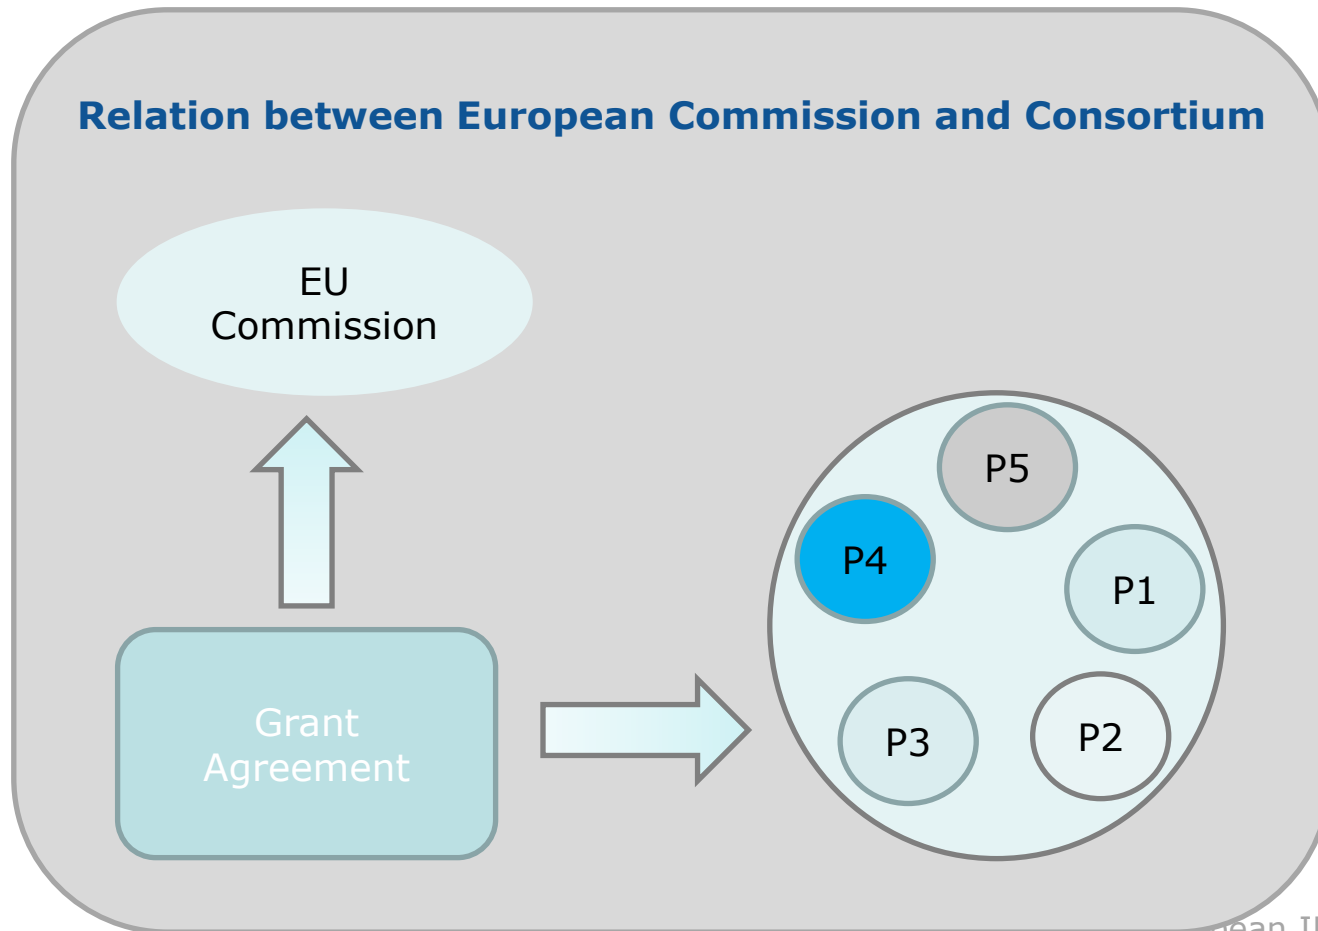 Relation between European Commission and Consortium
EU
Commission
P5
P4
P1
P3
P2
Grant
Agreement